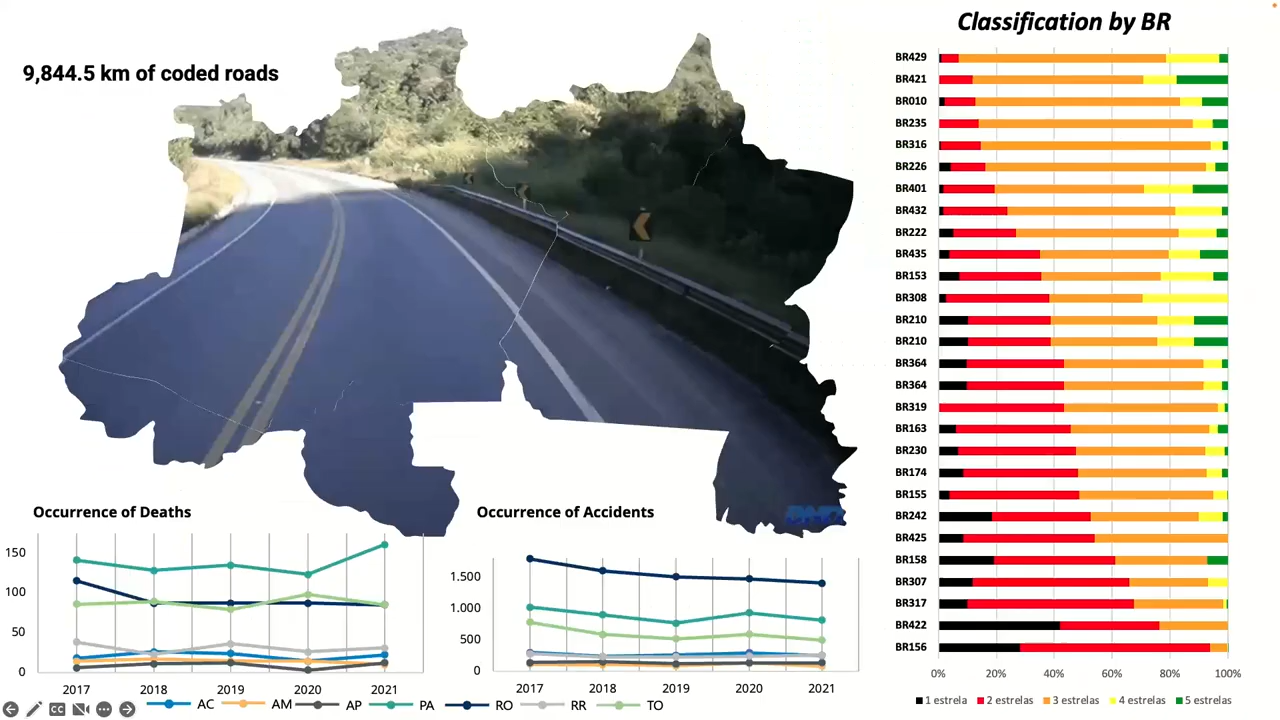 Classification by BR
9,844.5 km of coded roads
BR429
BR421
BR010
BR235
BR316
BR226
BR401
BR432
BR222
BR435
BR153
BR308
BR210
BR210
BR364
BR364
BR319
BR163
BR230
BR174
BR155
BR242
BR425
BR158
BR307
BR317
BR422
BR156
0% 20% 40% 60% 80% 100%
1 estrela 2 estrelas 3 estrelas 4 estrelas 5 estrelas
Occurrence of Deaths
150
100
50
0
2017 2018 2019 2020 2021
Occurrence of Accidents
1.500
1.000
500
0
2017 2018 2019 2020 2021
AC AM AP PA RO RR TO
CC